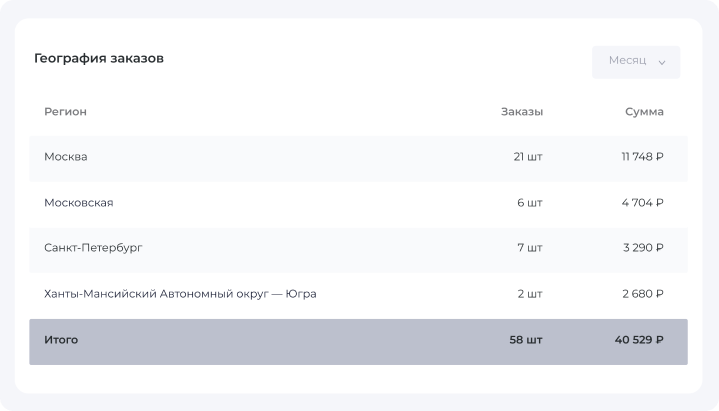 География заказов
Месяц
Регион Заказы Сумма
Москва 21 шт 11 748 ₽
Московская 6 шт 4 704 ₽
Санкт-Петербург 7 шт 3 290 ₽
Ханты-Мансийский Автономный округ — Югра 2 шт 2 680 ₽
Итого 58 шт 40 529 ₽